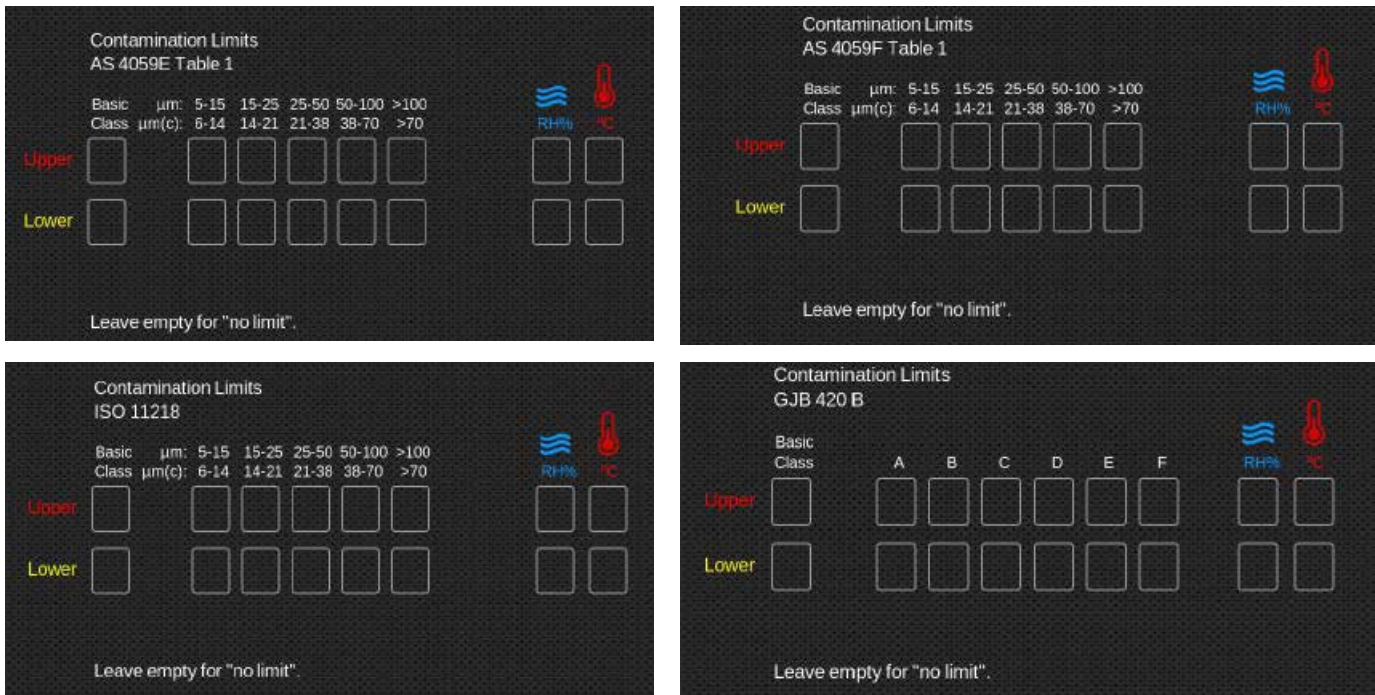 Contamination Limits
AS 4059E Table 1
Basic µm: 5-15 15-25 25-50 50-100 >100
Class µm(c): 6-14 14-21 21-38 38-70 >70
RH% °C
Upper
Lower
Leave empty for "no limit".
Contamination Limits
AS 4059F Table 1
Basic µm: 5-15 15-25 25-50 50-100 >100
Class µm(c): 6-14 14-21 21-38 38-70 >70
RH% °C
Upper
Lower
Leave empty for "no limit".
Contamination Limits
ISO 11218
Basic µm: 5-15 15-25 25-50 50-100 >100
Class µm(c): 6-14 14-21 21-38 38-70 >70
RH% °C
Upper
Lower
Leave empty for "no limit".
Contamination Limits
GJB 420 B
Basic
Class A B C D E F
RH% °C
Upper
Lower
Leave empty for "no limit".